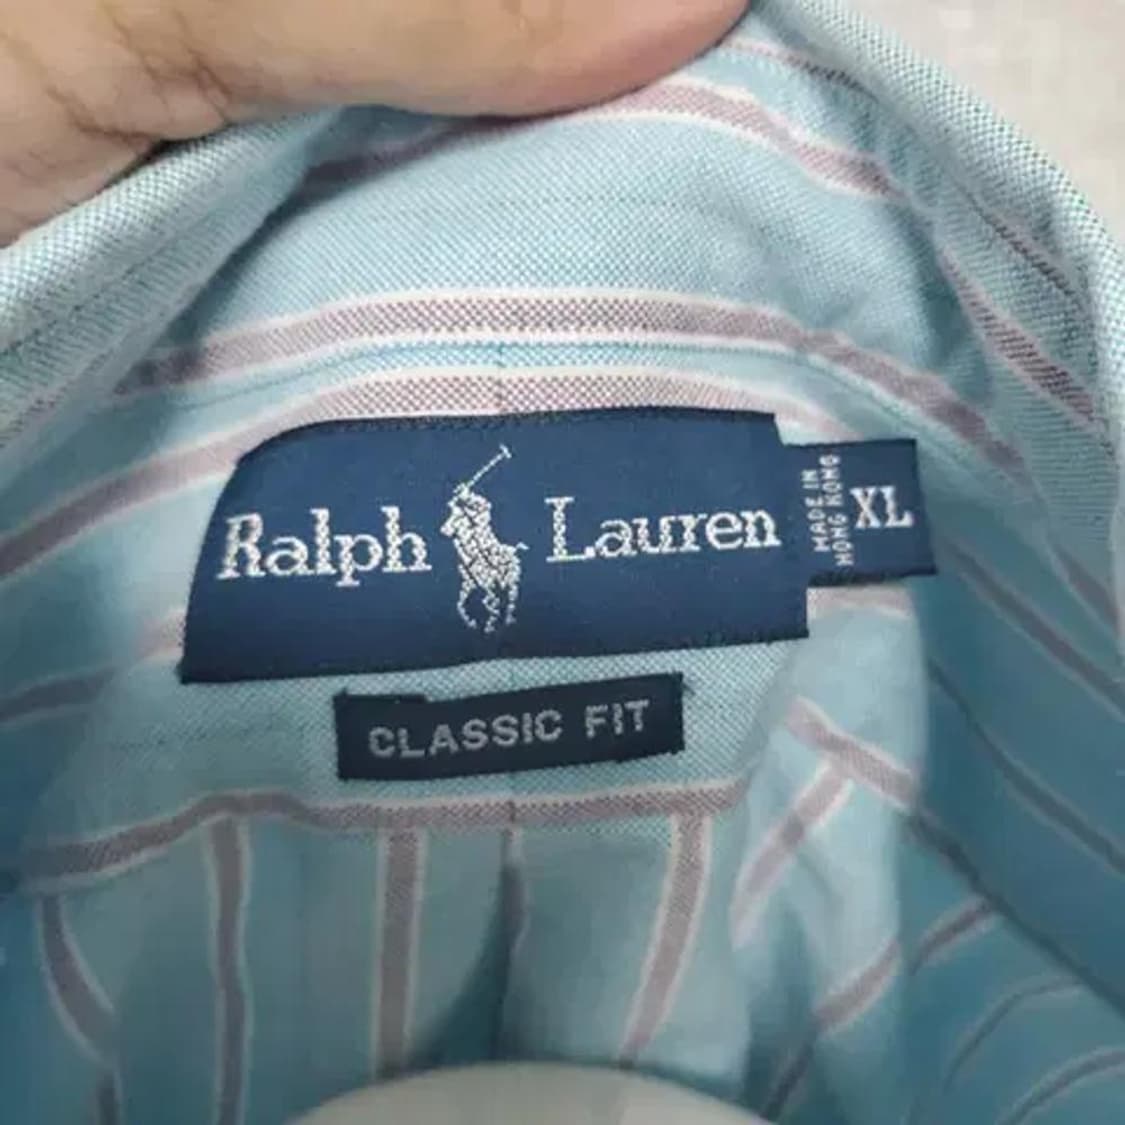 Ralph Lauren
MADE IN
HONG KONG
XL
CLASSIC FIT